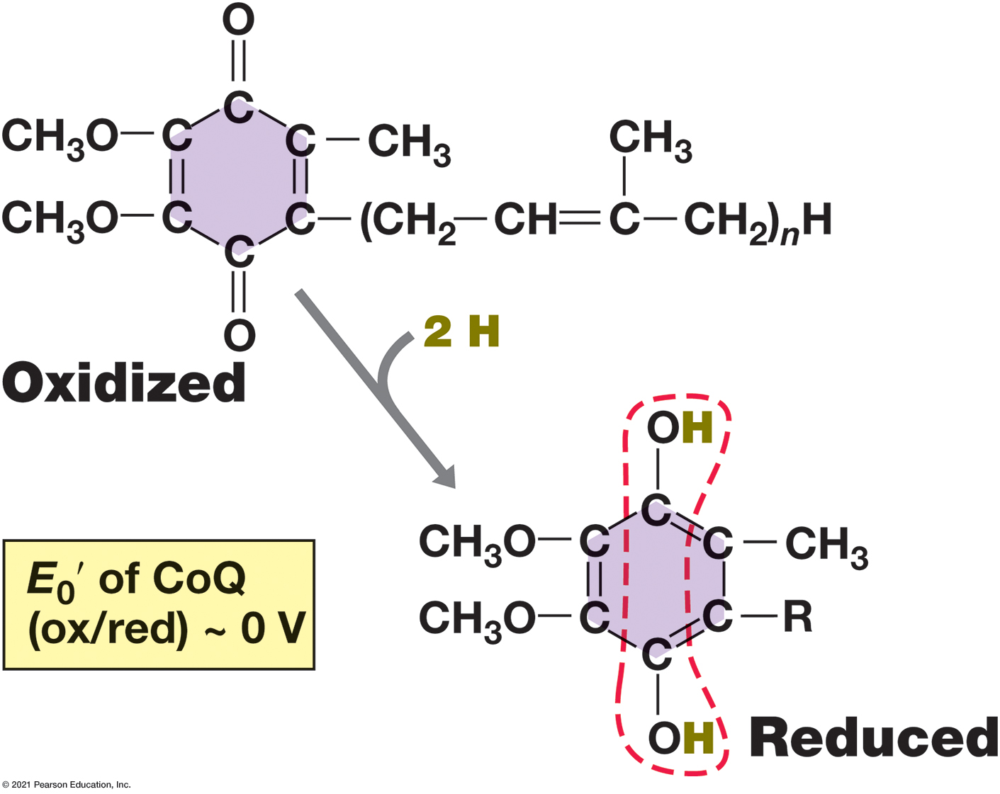 O
C
CH₃O C C CH₃
CH₃
CH₃O C C (CH₂ CH C CH₂)ₙH
C
O
Oxidized
2 H
OH
C
CH₃O C C CH₃
CH₃O C C R
C
OH
Reduced
E₀′ of CoQ
(ox/red) ~ 0 V
© 2021 Pearson Education, Inc.